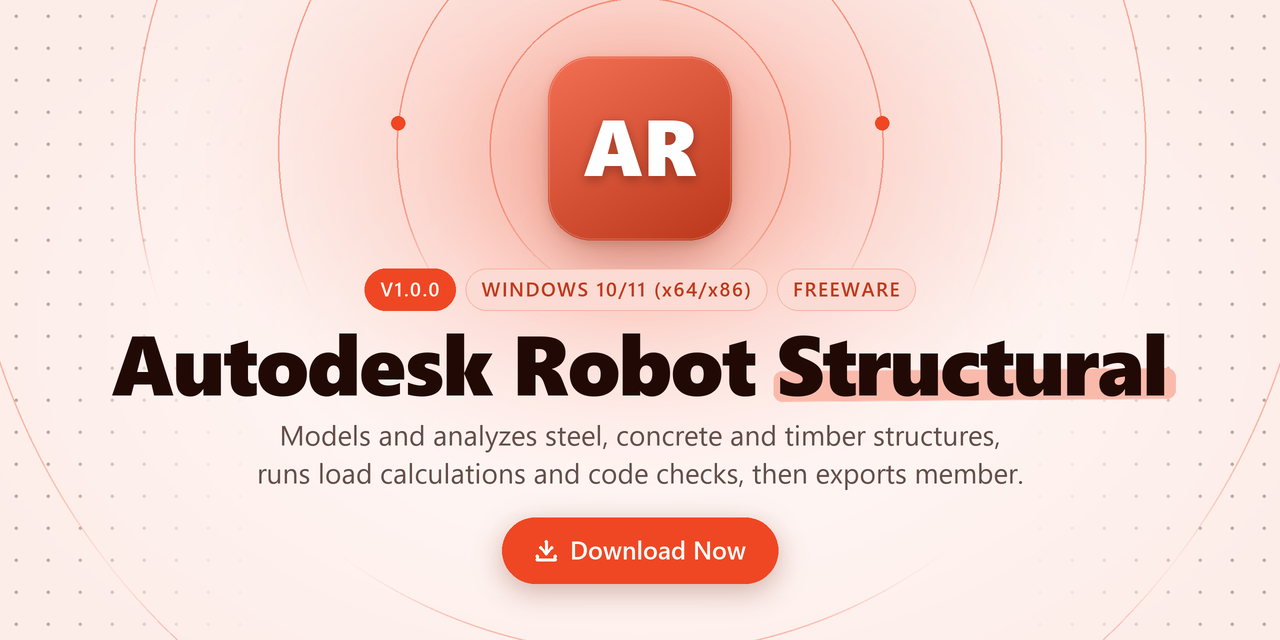 AR
V1.0.0 WINDOWS 10/11 (x64/x86) FREEWARE
Autodesk Robot Structural
Models and analyzes steel, concrete and timber structures,
runs load calculations and code checks, then exports member.
Download Now